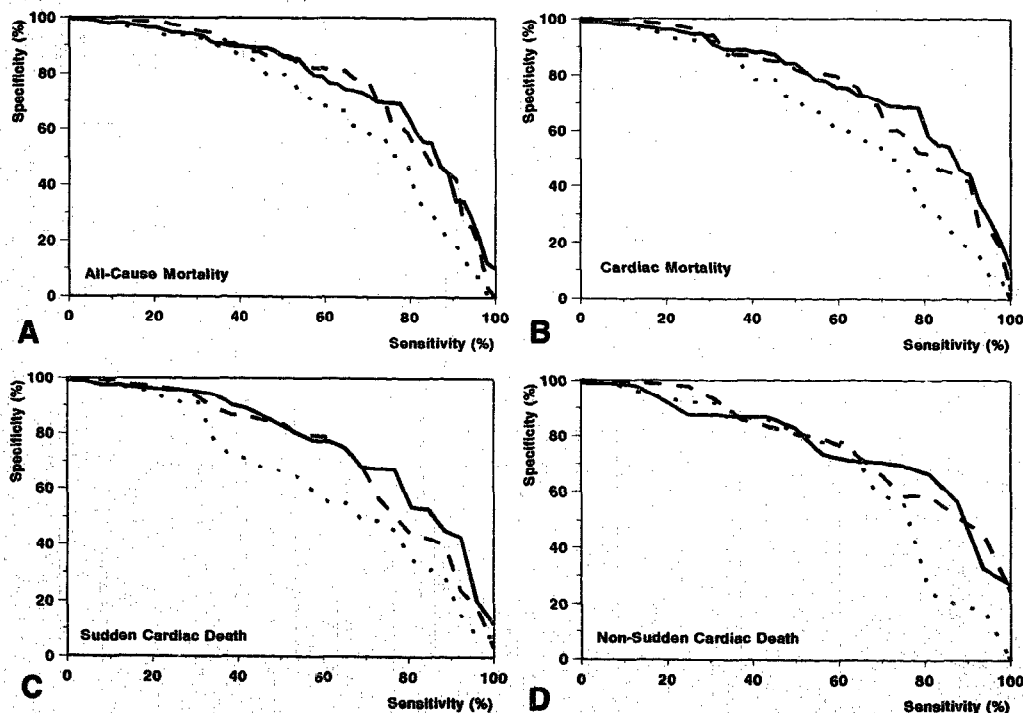 100
80
60
40
20
0
Specificity (%)
All-Cause Mortality
0 20 40 60 80 100
Sensitivity (%)
A
100
80
60
40
20
0
Specificity (%)
Cardiac Mortality
0 20 40 60 80 100
Sensitivity (%)
B
100
80
60
40
20
0
Specificity (%)
Sudden Cardiac Death
0 20 40 60 80 100
Sensitivity (%)
C
100
80
60
40
20
0
Specificity (%)
Non-Sudden Cardiac Death
0 20 40 60 80 100
Sensitivity (%)
D